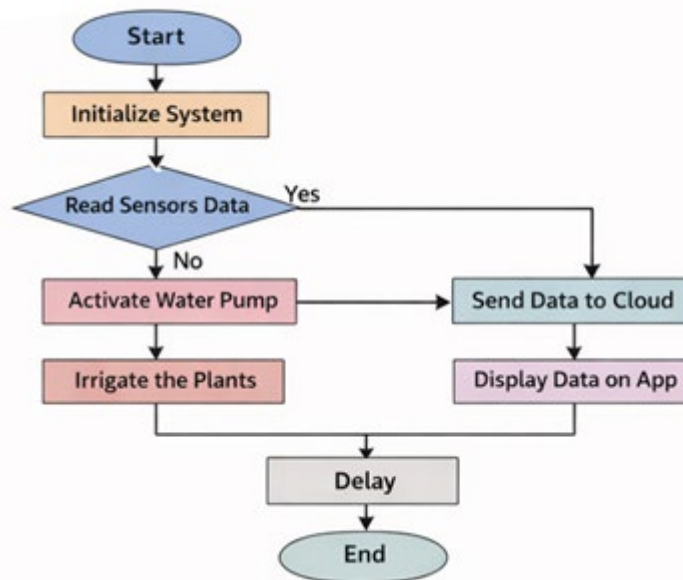 Start
Initialize System
Read Sensors Data
Yes
No
Activate Water Pump
Send Data to Cloud
Irrigate the Plants
Display Data on App
Delay
End